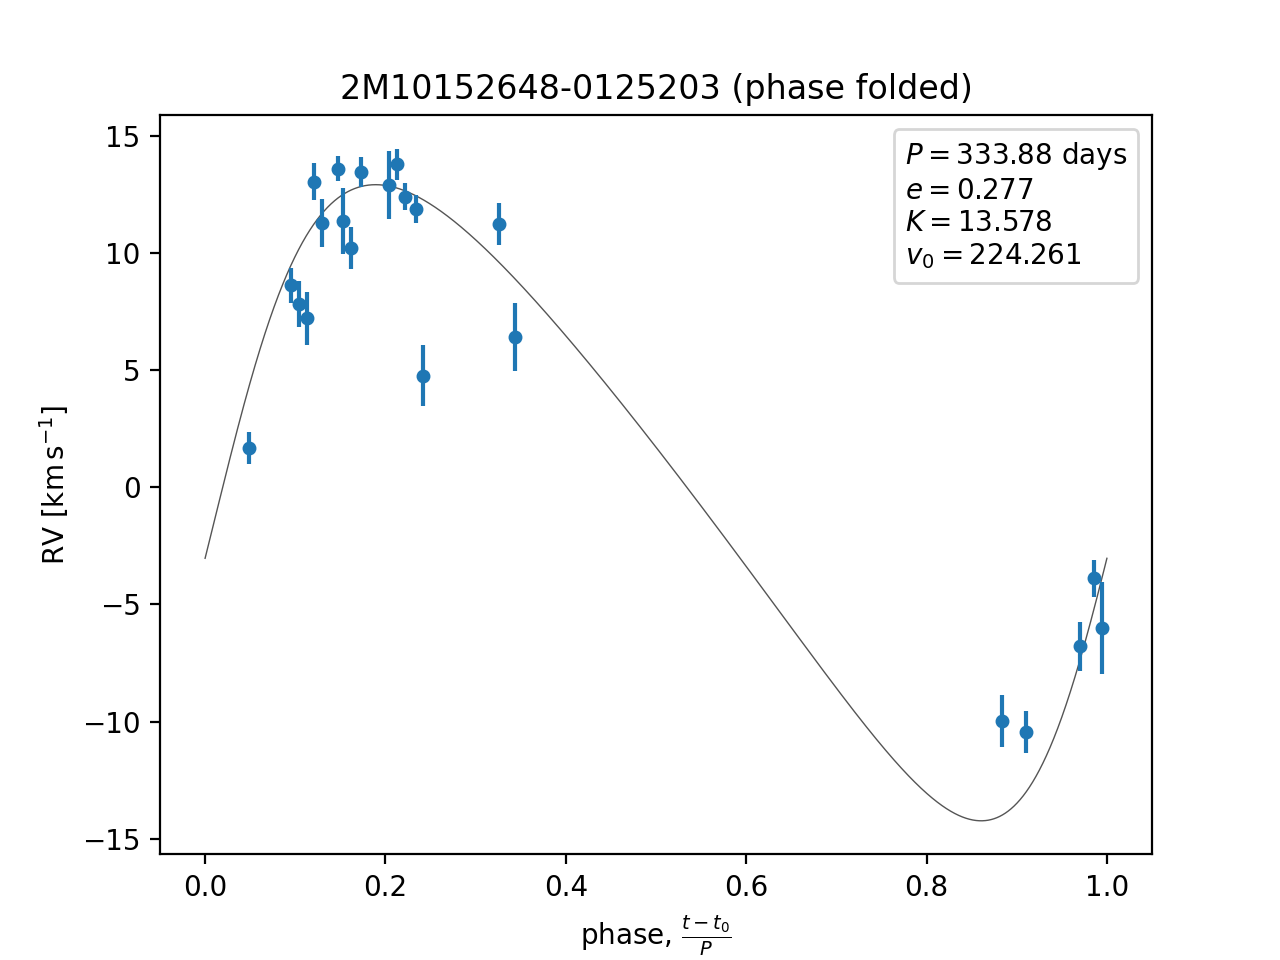 2M10152648-0125203 (phase folded)
P = 333.88 days
e = 0.277
K = 13.578
v₀ = 224.261
15
10
5
0
−5
−10
−15
RV [km s⁻¹]
0.0 0.2 0.4 0.6 0.8 1.0
phase, (t − t₀)/P